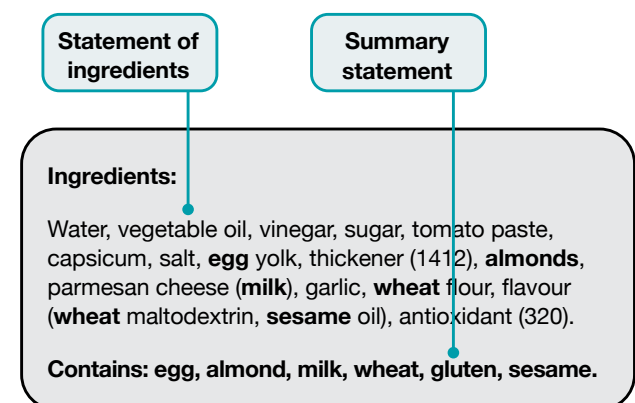 Statement of
ingredients
Summary
statement
Ingredients:
Water, vegetable oil, vinegar, sugar, tomato paste,
capsicum, salt, egg yolk, thickener (1412), almonds,
parmesan cheese (milk), garlic, wheat flour, flavour
(wheat maltodextrin, sesame oil), antioxidant (320).
Contains: egg, almond, milk, wheat, gluten, sesame.